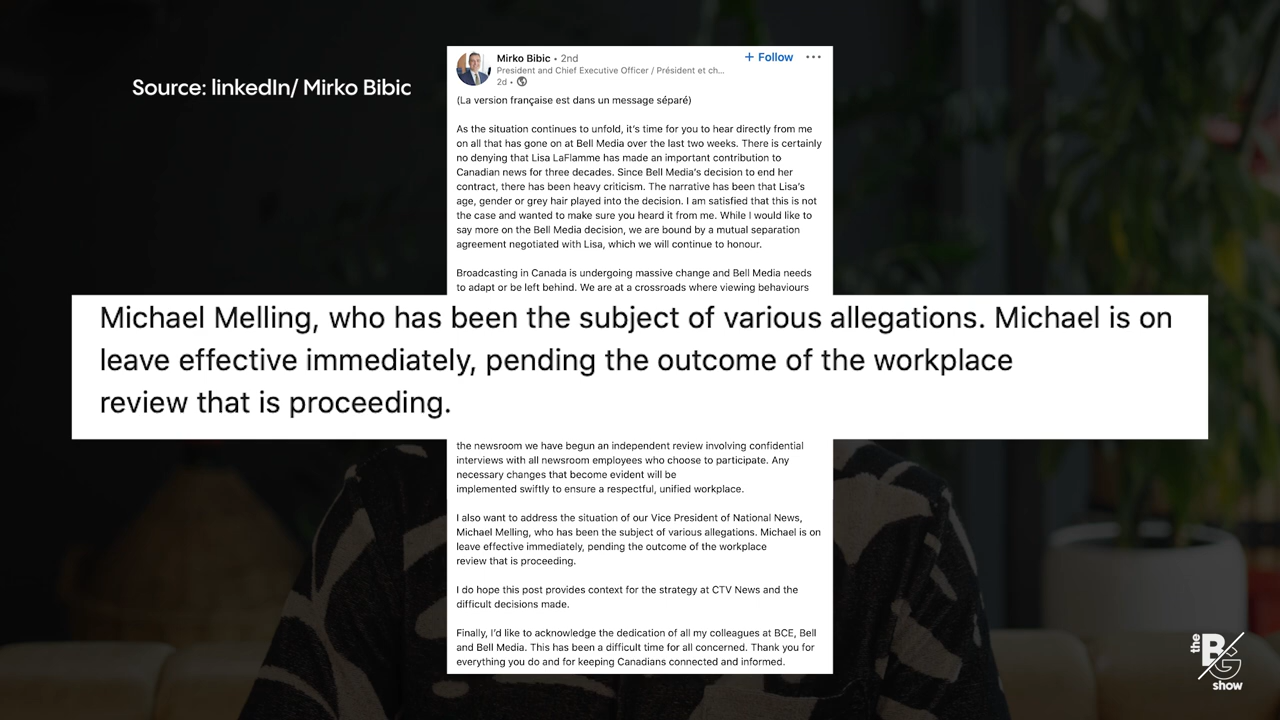 Source: linkedIn/ Mirko Bibic
Mirko Bibic • 2nd
+ Follow
President and Chief Executive Officer / Président et ch...
2d •
(La version française est dans un message séparé)
As the situation continues to unfold, it's time for you to hear directly from me
on all that has gone on at Bell Media over the last two weeks. There is certainly
no denying that Lisa LaFlamme has made an important contribution to
Canadian news for three decades. Since Bell Media's decision to end her
contract, there has been heavy criticism. The narrative has been that Lisa's
age, gender or grey hair played into the decision. I am satisfied that this is not
the case and wanted to make sure you heard it from me. While I would like to
say more on the Bell Media decision, we are bound by a mutual separation
agreement negotiated with Lisa, which we will continue to honour.
Broadcasting in Canada is undergoing massive change and Bell Media needs
to adapt or be left behind. We are at a crossroads where viewing behaviours
Michael Melling, who has been the subject of various allegations. Michael is on
leave effective immediately, pending the outcome of the workplace
review that is proceeding.
the newsroom we have begun an independent review involving confidential
interviews with all newsroom employees who choose to participate. Any
necessary changes that become evident will be
implemented swiftly to ensure a respectful, unified workplace.
I also want to address the situation of our Vice President of National News,
Michael Melling, who has been the subject of various allegations. Michael is on
leave effective immediately, pending the outcome of the workplace
review that is proceeding.
I do hope this post provides context for the strategy at CTV News and the
difficult decisions made.
Finally, I'd like to acknowledge the dedication of all my colleagues at BCE, Bell
and Bell Media. This has been a difficult time for all concerned. Thank you for
everything you do and for keeping Canadians connected and informed.
the
B/G
show